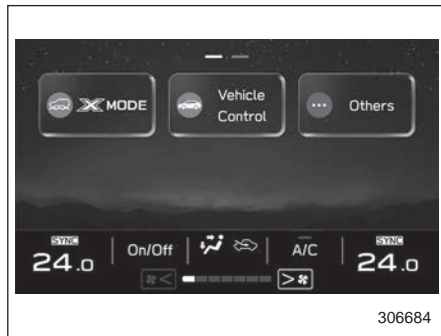 X MODE
Vehicle
Control
Others
SYNC
24.0
On/Off
A/C
SYNC
24.0
306684